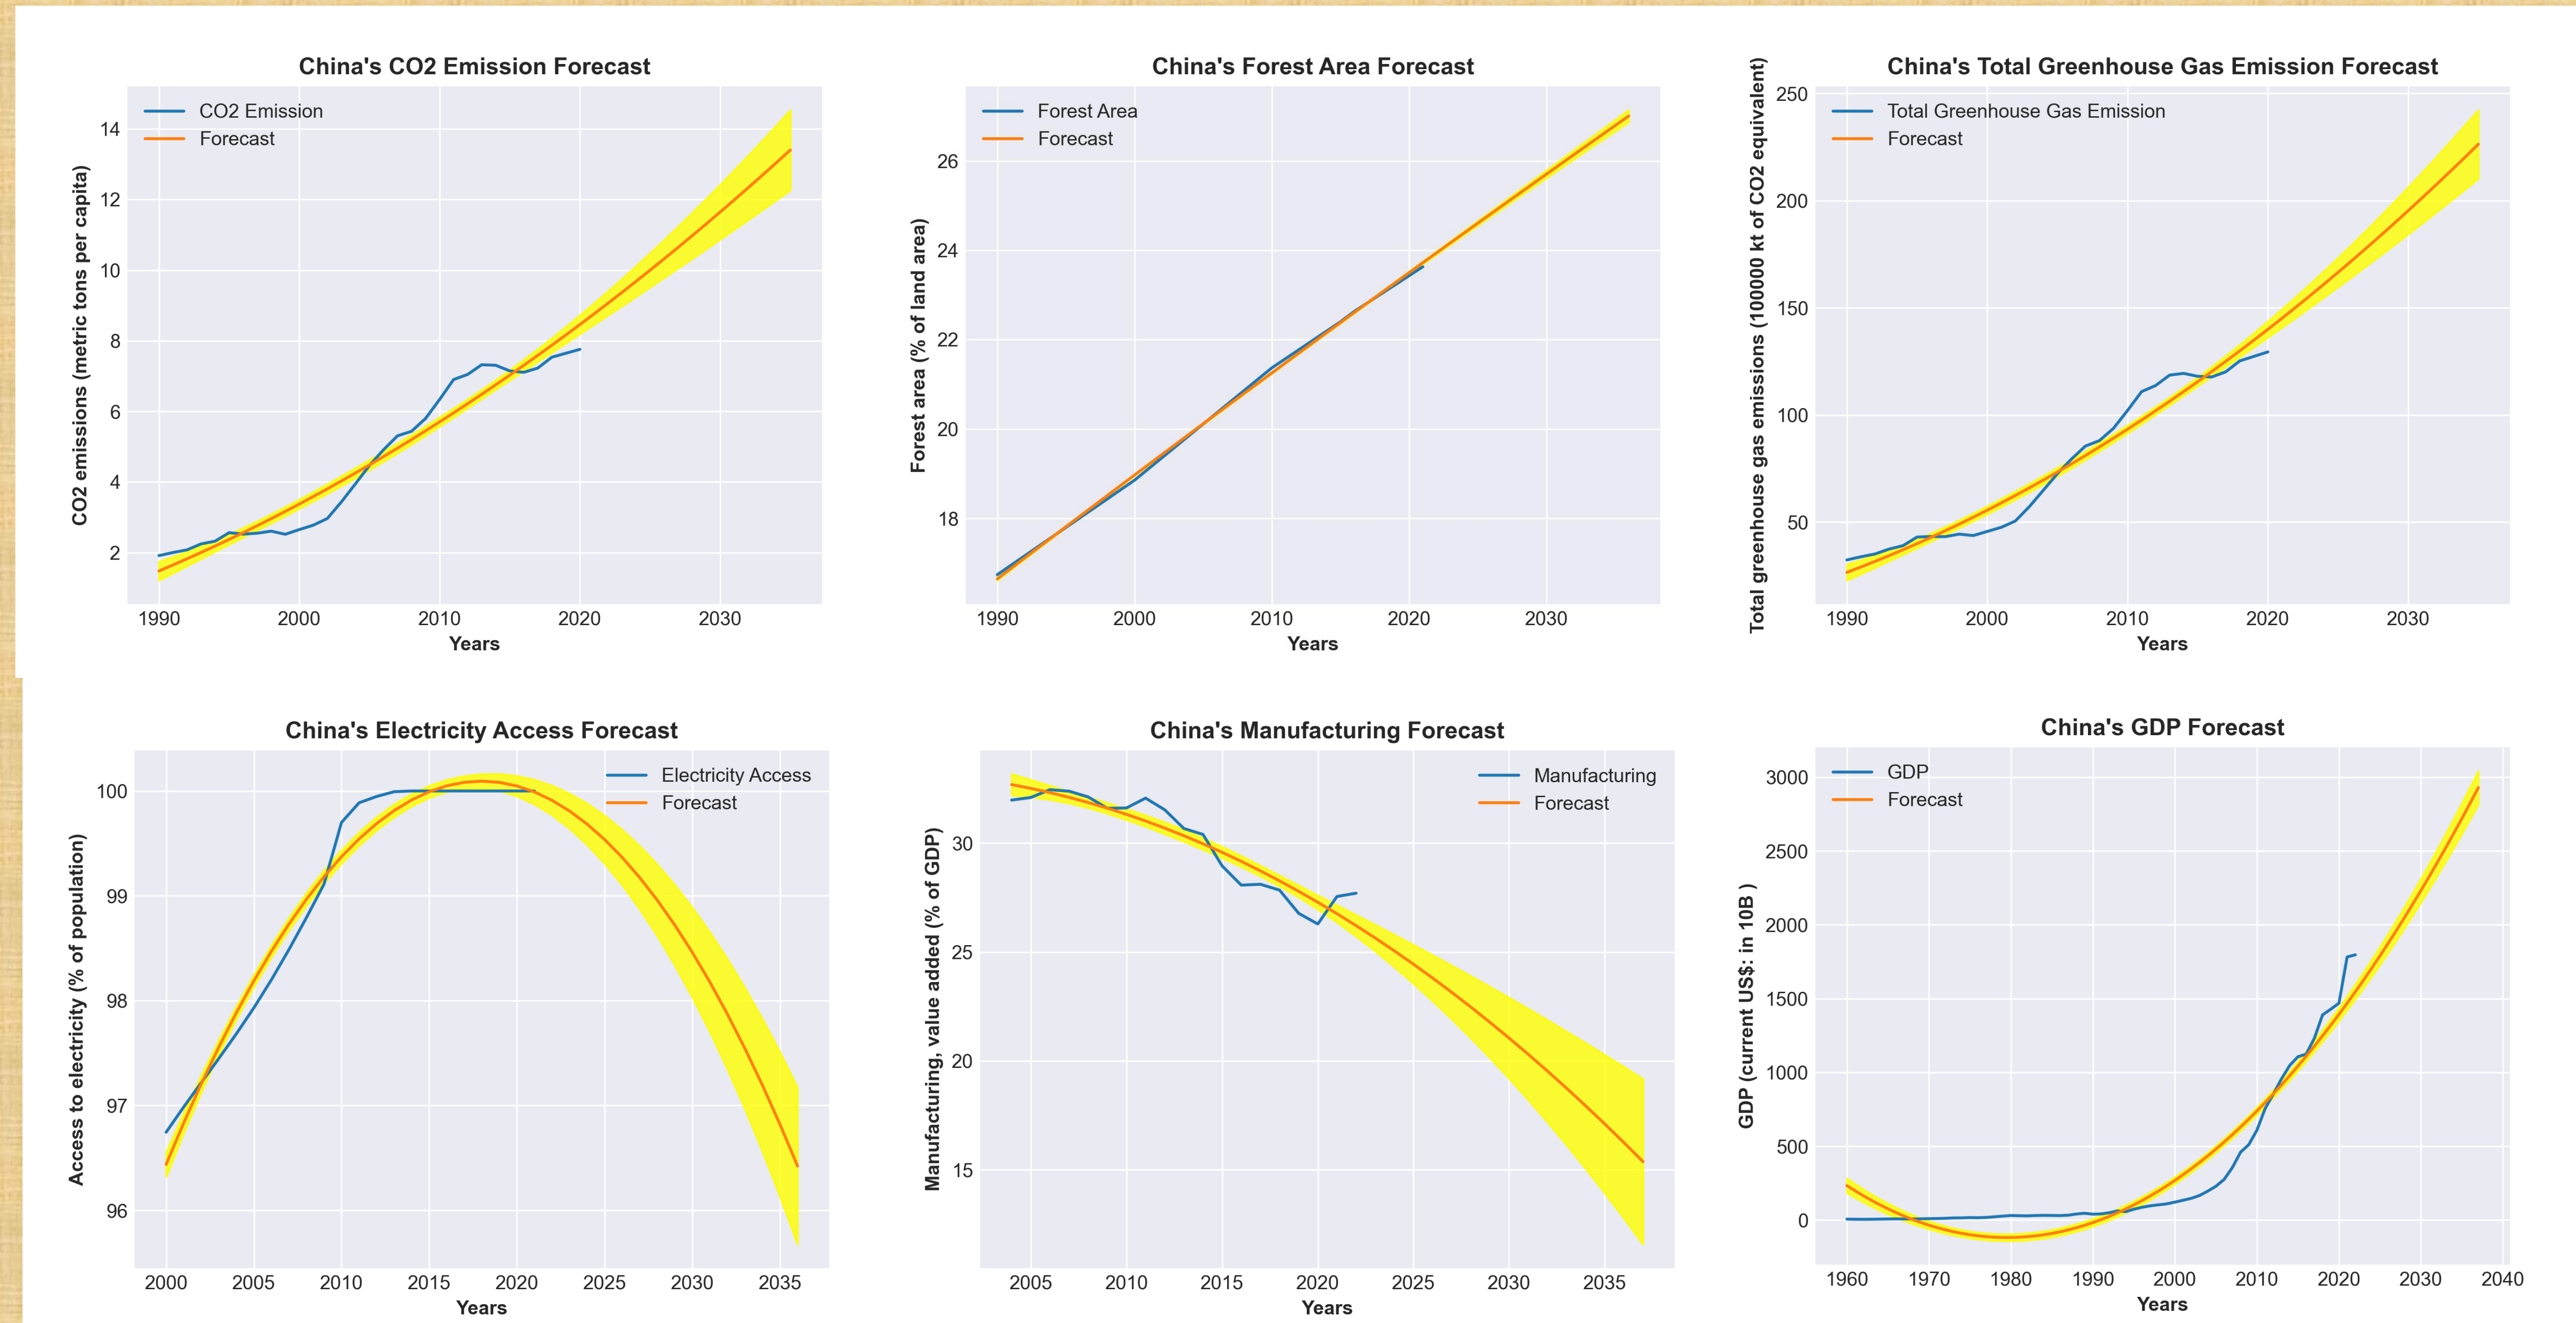 China's CO2 Emission Forecast
CO2 Emission
Forecast
CO2 emissions (metric tons per capita)
14
12
10
8
6
4
2
1990 2000 2010 2020 2030
Years
China's Forest Area Forecast
Forest Area
Forecast
Forest area (% of land area)
26
24
22
20
18
1990 2000 2010 2020 2030
Years
China's Total Greenhouse Gas Emission Forecast
Total Greenhouse Gas Emission
Forecast
Total greenhouse gas emissions (100000 kt of CO2 equivalent)
250
200
150
100
50
1990 2000 2010 2020 2030
Years
China's Electricity Access Forecast
Electricity Access
Forecast
Access to electricity (% of population)
100
99
98
97
96
2000 2005 2010 2015 2020 2025 2030 2035
Years
China's Manufacturing Forecast
Manufacturing
Forecast
Manufacturing, value added (% of GDP)
30
25
20
15
2005 2010 2015 2020 2025 2030 2035
Years
China's GDP Forecast
GDP
Forecast
GDP (current US$: in 10B )
3000
2500
2000
1500
1000
500
0
1960 1970 1980 1990 2000 2010 2020 2030 2040
Years